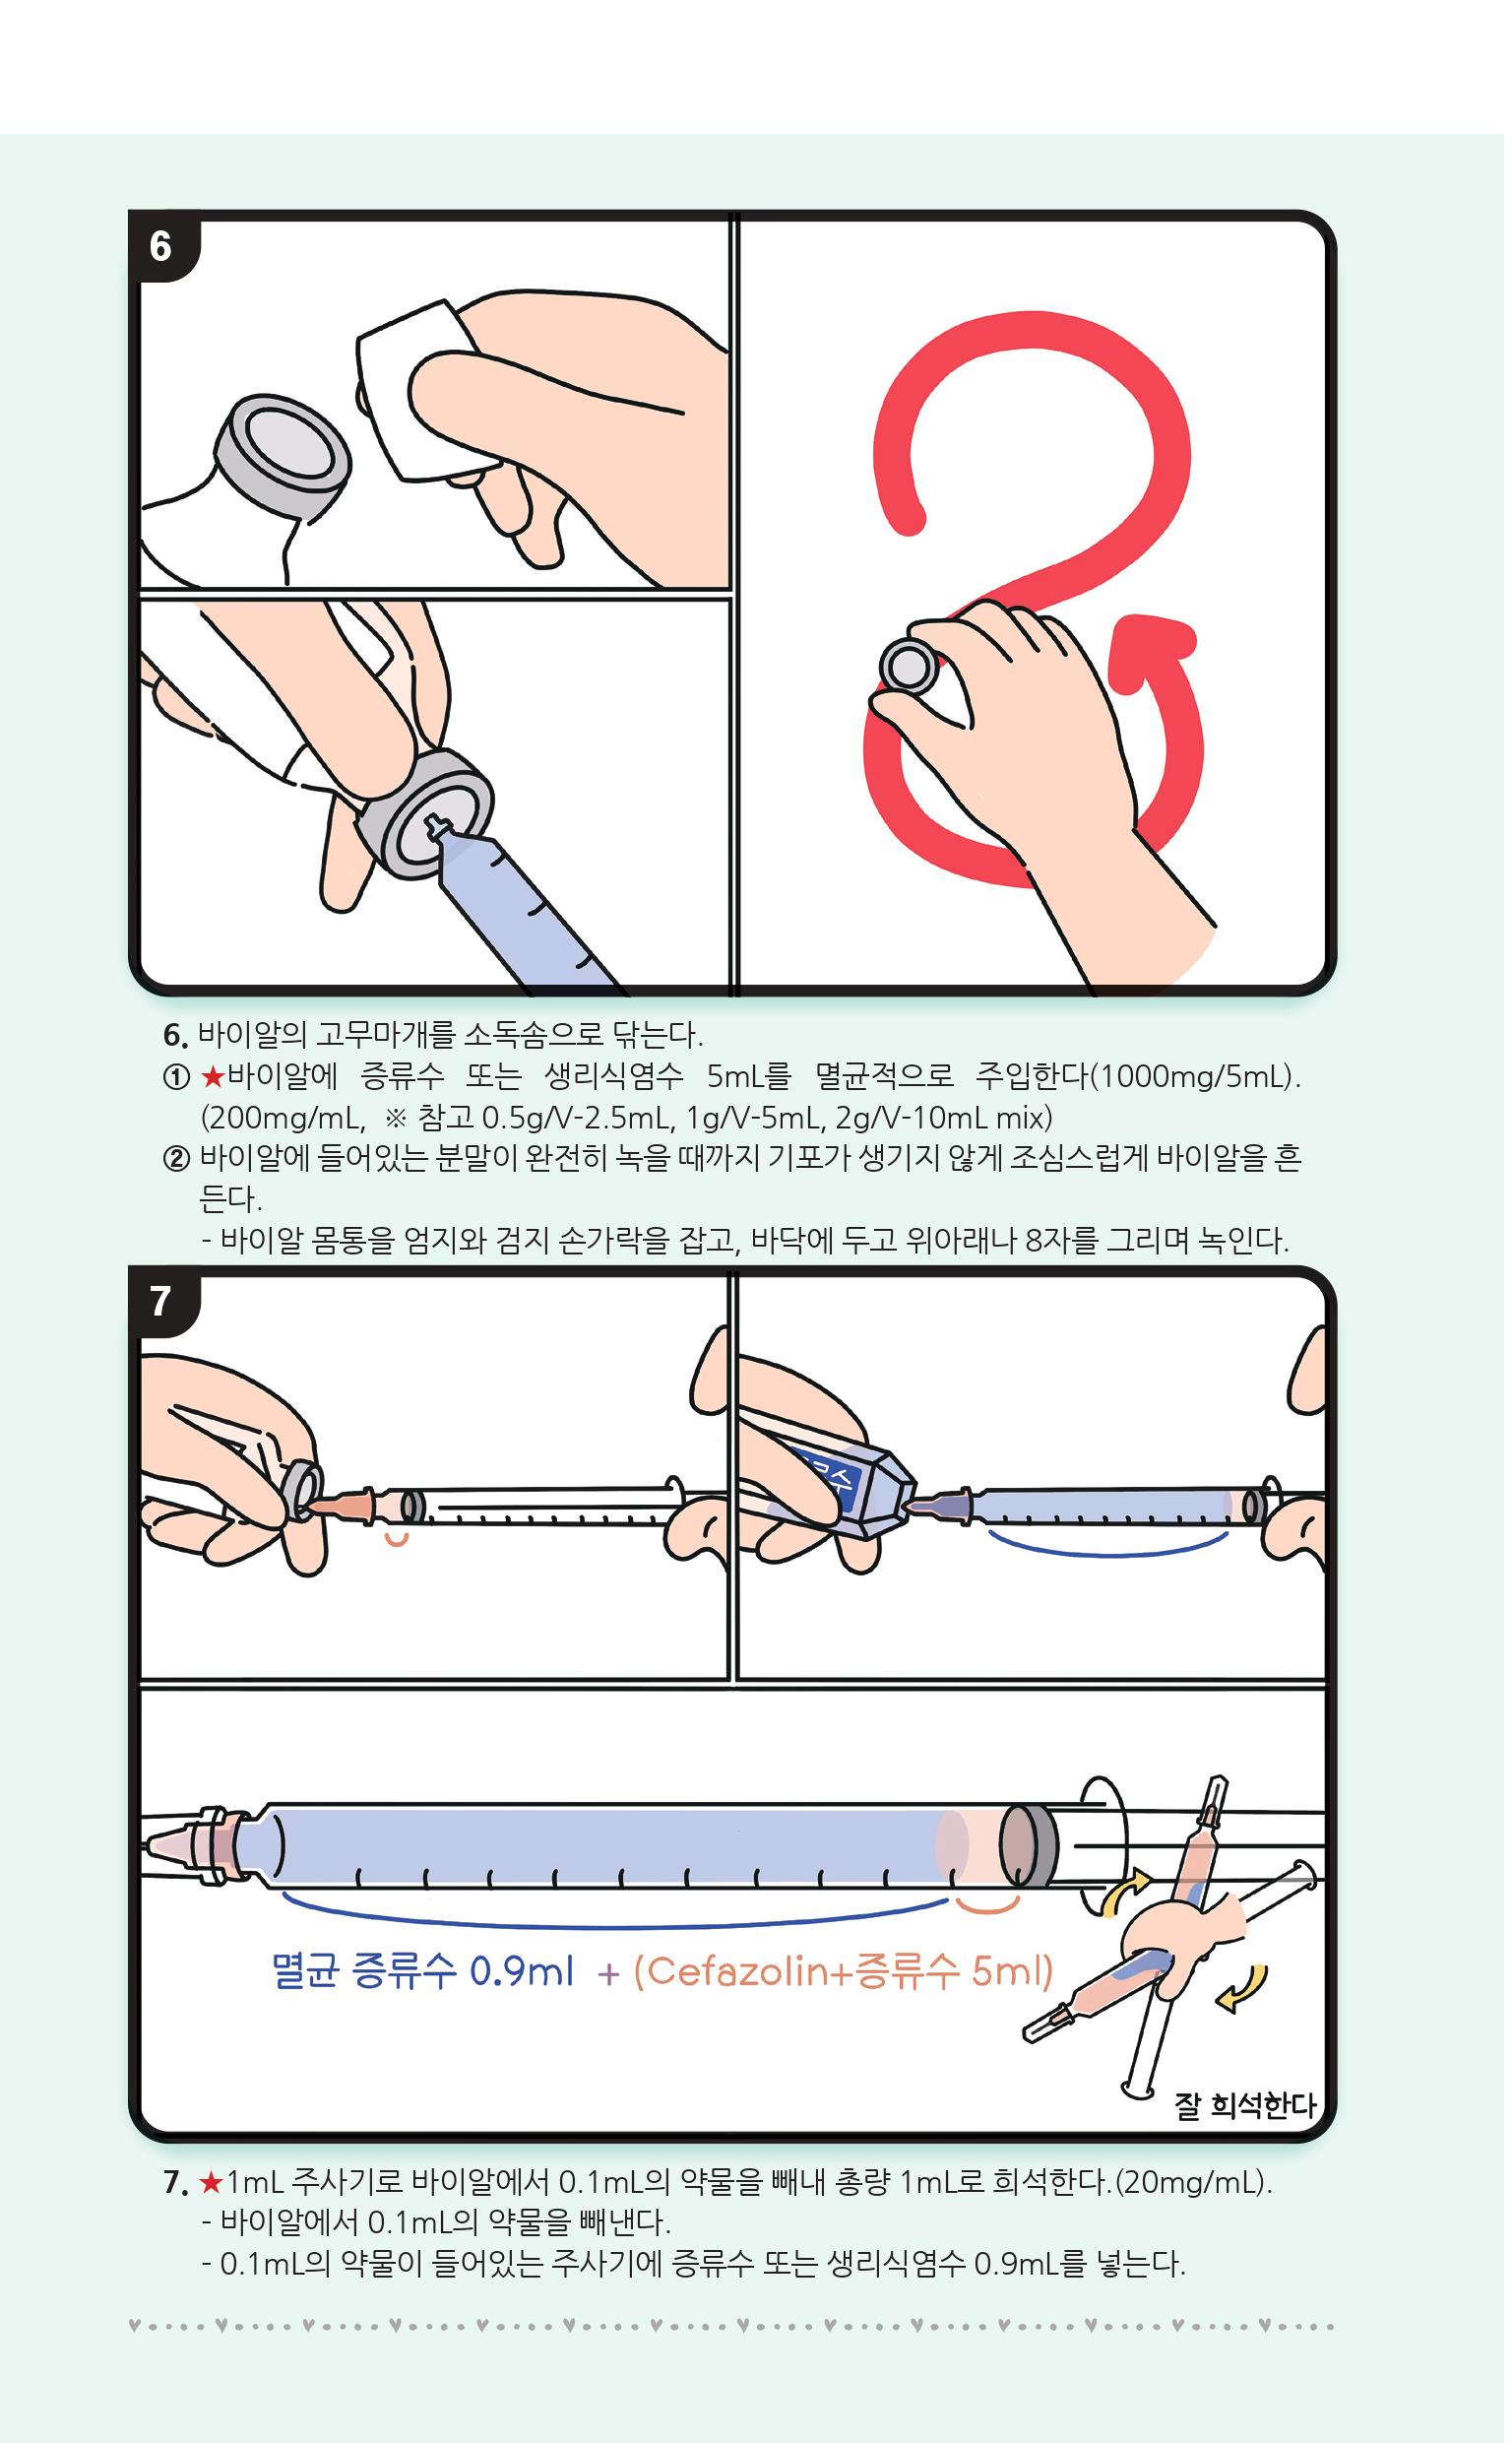 6
6. 바이알의 고무마개를 소독솜으로 닦는다.
① ★바이알에 증류수 또는 생리식염수 5mL를 멸균적으로 주입한다(1000mg/5mL).
(200mg/mL, ※ 참고 0.5g/V-2.5mL, 1g/V-5mL, 2g/V-10mL mix)
② 바이알에 들어있는 분말이 완전히 녹을 때까지 기포가 생기지 않게 조심스럽게 바이알을 흔
든다.
- 바이알 몸통을 엄지와 검지 손가락을 잡고, 바닥에 두고 위아래나 8자를 그리며 녹인다.
7
멸균 증류수 0.9ml + (Cefazolin+증류수 5ml)
잘 희석한다
7. ★1mL 주사기로 바이알에서 0.1mL의 약물을 빼내 총량 1mL로 희석한다.(20mg/mL).
- 바이알에서 0.1mL의 약물을 빼낸다.
- 0.1mL의 약물이 들어있는 주사기에 증류수 또는 생리식염수 0.9mL를 넣는다.